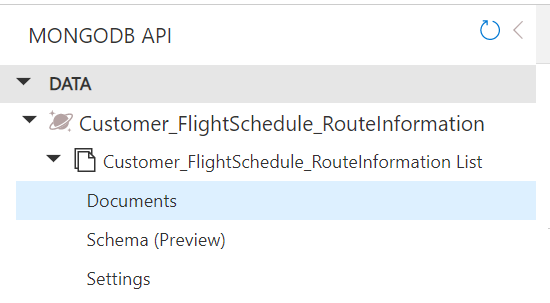 MONGODB API
DATA
Customer_FlightSchedule_RouteInformation
Customer_FlightSchedule_RouteInformation List
Documents
Schema (Preview)
Settings